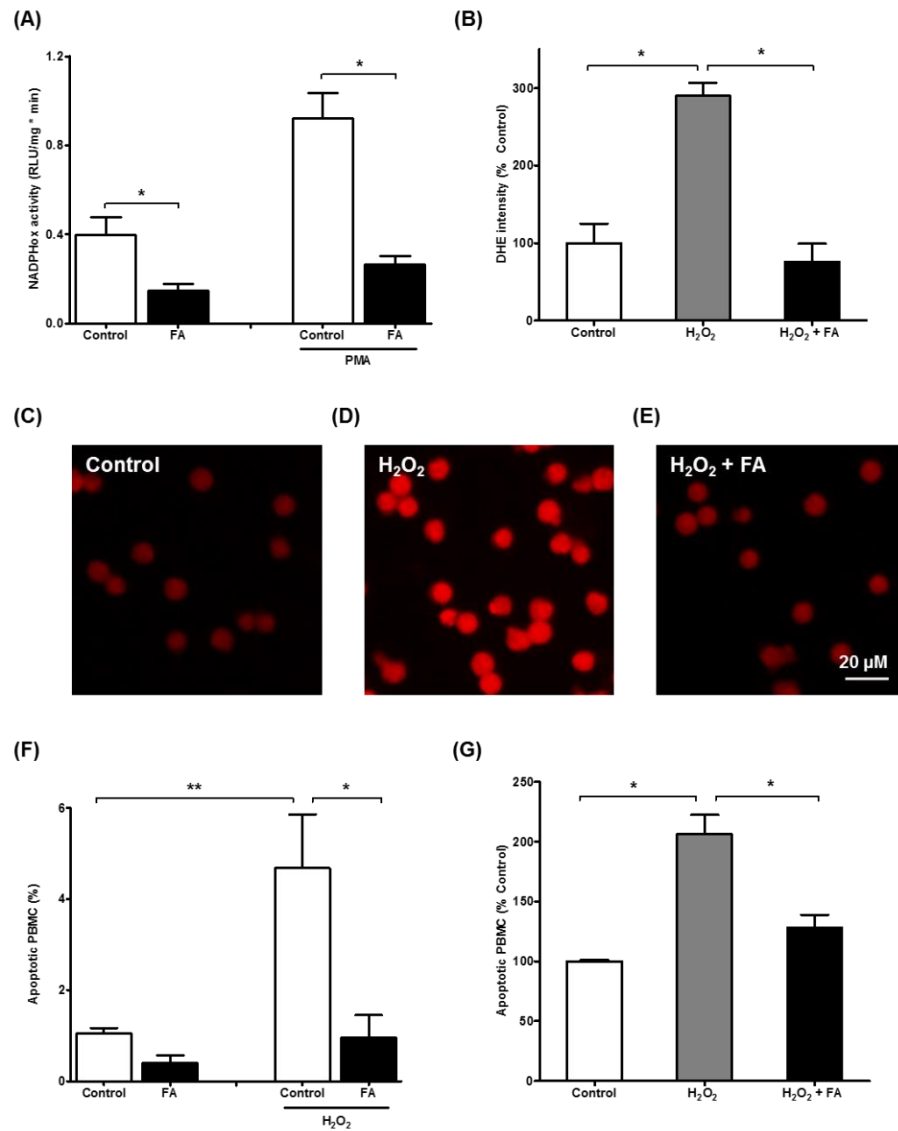 (A)
NADPHox activity (RLU/mg * min)
1.2
0.9
0.4
0.0
*
*
Control FA Control FA
PMA
(B)
DHE intensity (% Control)
300
200
100
0
* *
Control H₂O₂ H₂O₂ + FA
(C) (D) (E)
Control H₂O₂ H₂O₂ + FA
20 µM
(F)
Apoptotic PBMC (%)
6
4
2
0
** *
Control FA Control FA
H₂O₂
(G)
Apoptotic PBMC (% Control)
250
200
150
100
50
0
* *
Control H₂O₂ H₂O₂ + FA